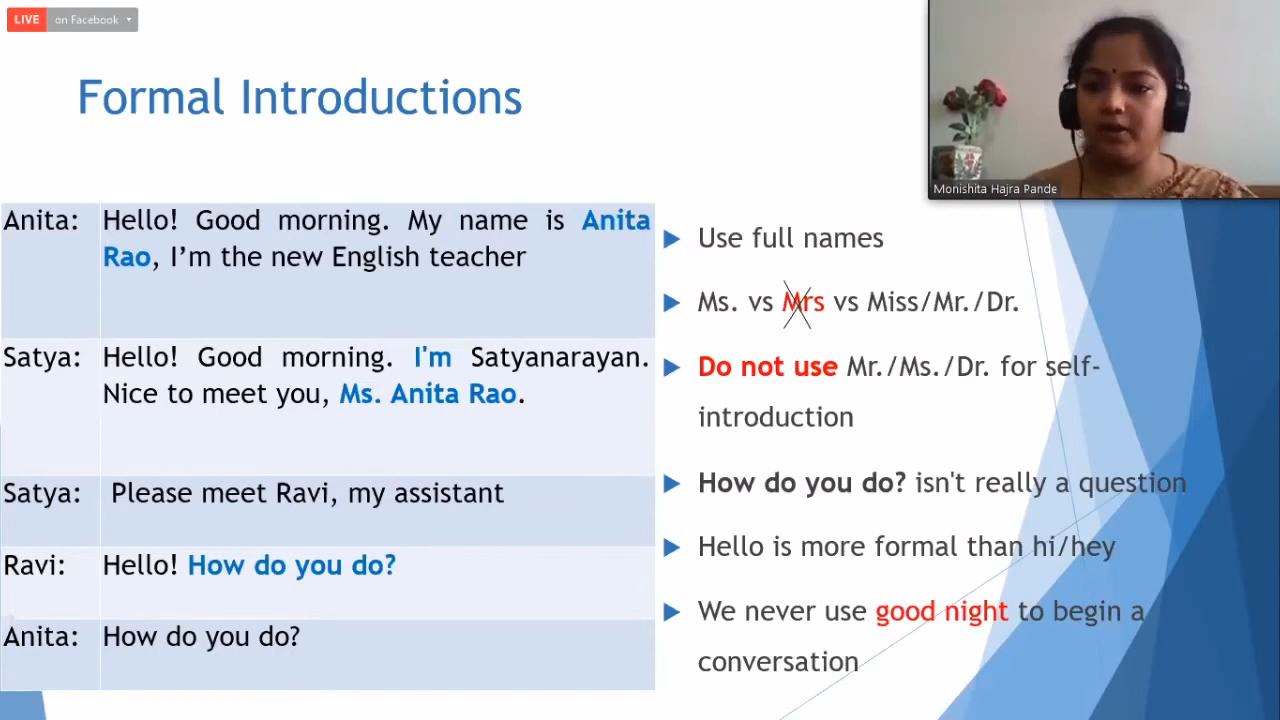 LIVE on Facebook
Monishita Hajra Pande
Formal Introductions
Anita: Hello! Good morning. My name is Anita
Rao, I’m the new English teacher
Satya: Hello! Good morning. I'm Satyanarayan.
Nice to meet you, Ms. Anita Rao.
Satya: Please meet Ravi, my assistant
Ravi: Hello! How do you do?
Anita: How do you do?
Use full names
Ms. vs Mrs vs Miss/Mr./Dr.
Do not use Mr./Ms./Dr. for self-
introduction
How do you do? isn't really a question
Hello is more formal than hi/hey
We never use good night to begin a
conversation